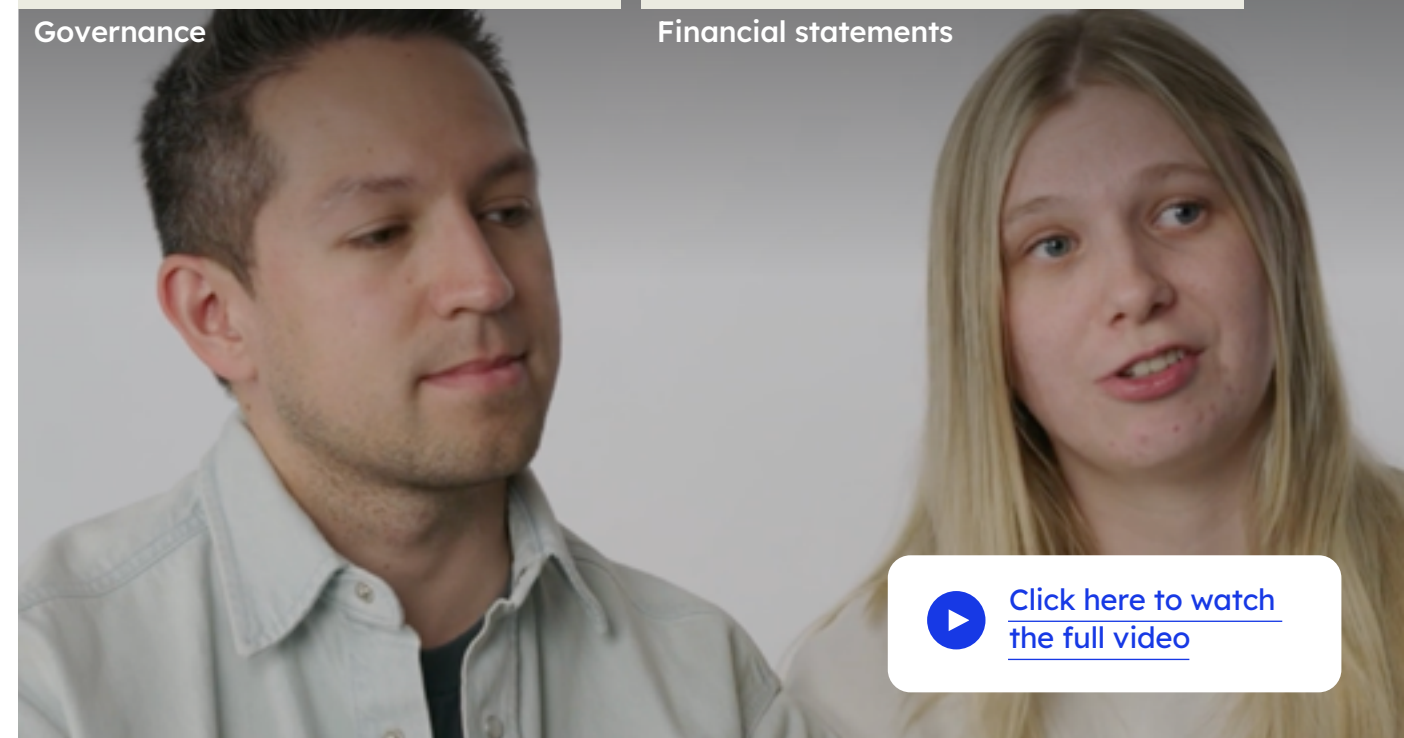 Governance
Financial statements
Click here to watch
the full video